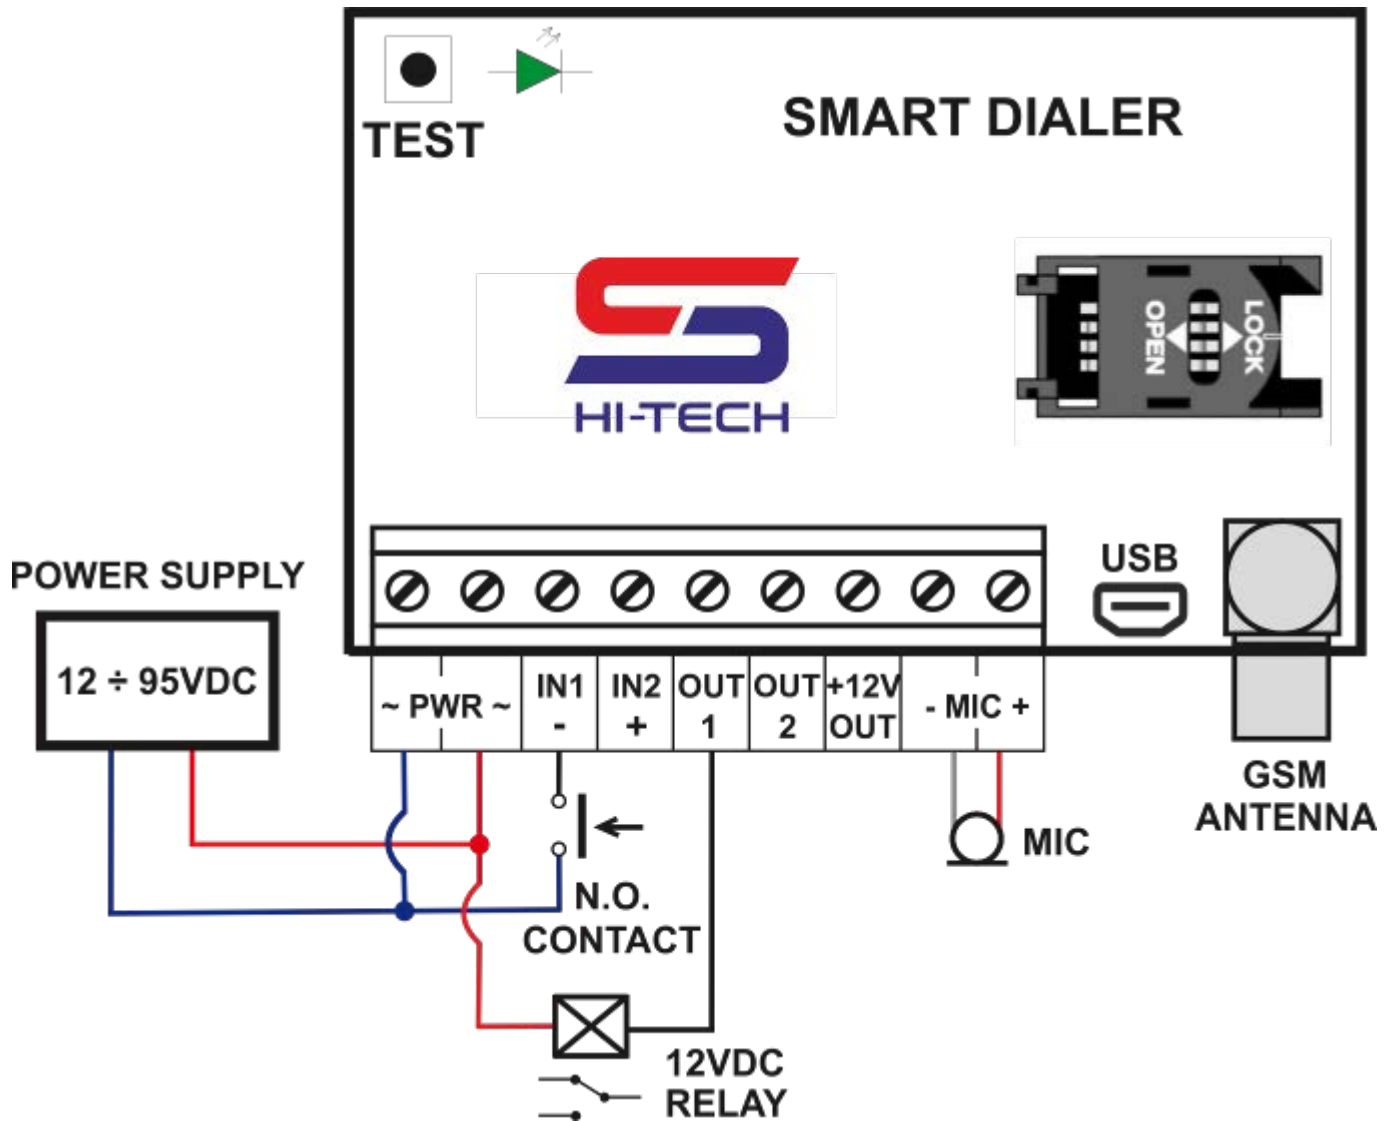 TEST
SMART DIALER
OPEN
LOCK
HI-TECH
POWER SUPPLY
12 ÷ 95VDC
USB
~ PWR ~
IN1
-
IN2
+
OUT
1
OUT
2
+12V
OUT
- MIC +
GSM
ANTENNA
MIC
N.O.
CONTACT
12VDC
RELAY